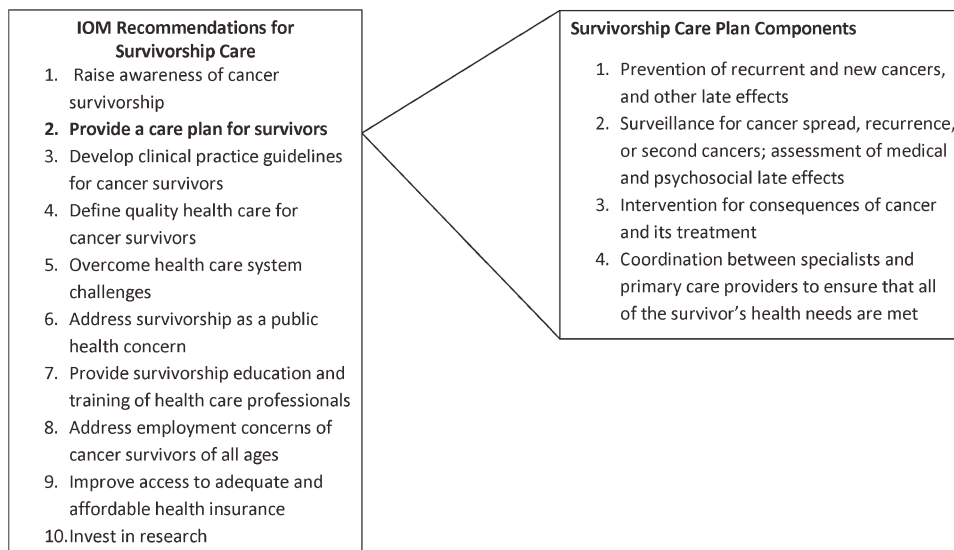 IOM Recommendations for
Survivorship Care
1. Raise awareness of cancer
survivorship
2. Provide a care plan for survivors
3. Develop clinical practice guidelines
for cancer survivors
4. Define quality health care for
cancer survivors
5. Overcome health care system
challenges
6. Address survivorship as a public
health concern
7. Provide survivorship education and
training of health care professionals
8. Address employment concerns of
cancer survivors of all ages
9. Improve access to adequate and
affordable health insurance
10. Invest in research
Survivorship Care Plan Components
1. Prevention of recurrent and new cancers,
and other late effects
2. Surveillance for cancer spread, recurrence,
or second cancers; assessment of medical
and psychosocial late effects
3. Intervention for consequences of cancer
and its treatment
4. Coordination between specialists and
primary care providers to ensure that all
of the survivor's health needs are met